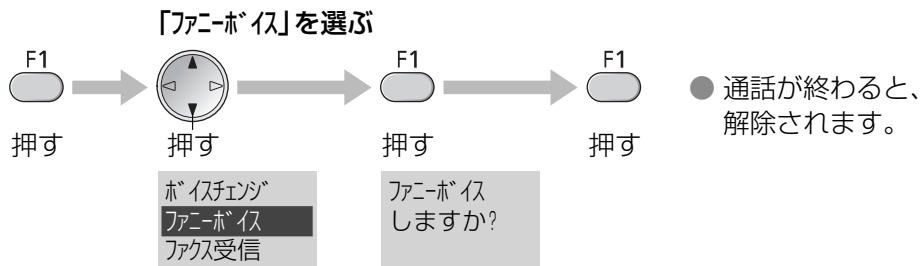 「ﾌｧﾆｰﾎﾞｲｽ」を選ぶ
F1
押す
押す
F1
押す
F1
押す
● 通話が終わると、
解除されます。
ﾎﾞｲｽﾁｪﾝｼﾞ
ﾌｧﾆｰﾎﾞｲｽ
ﾌｧｸｽ受信
ﾌｧﾆｰﾎﾞｲｽ
しますか?